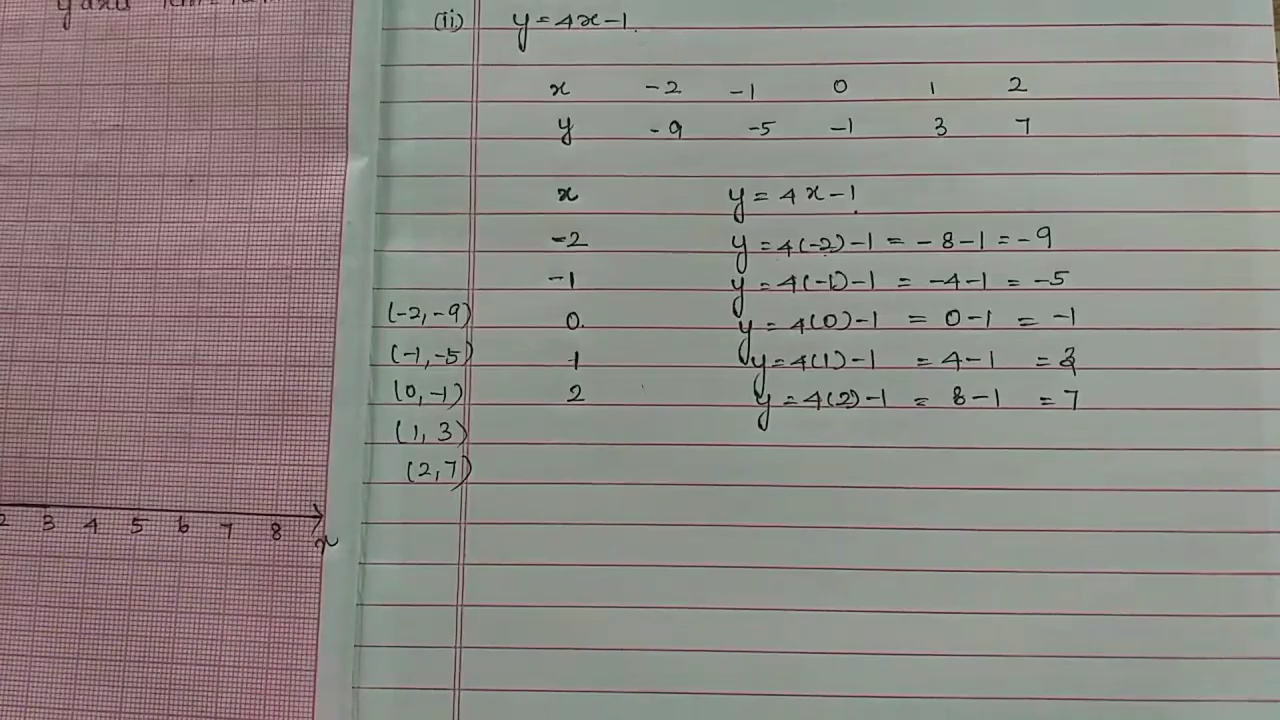 (ii) y = 4x - 1
x -2 -1 0 1 2
y -9 -5 -1 3 7
x y = 4x - 1
-2 y = 4(-2) - 1 = -8 - 1 = -9
-1 y = 4(-1) - 1 = -4 - 1 = -5
(-2, -9) 0 y = 4(0) - 1 = 0 - 1 = -1
(-1, -5) 1 y = 4(1) - 1 = 4 - 1 = 3
(0, -1) 2 y = 4(2) - 1 = 8 - 1 = 7
(1, 3)
(2, 7)
2 3 4 5 6 7 8
x